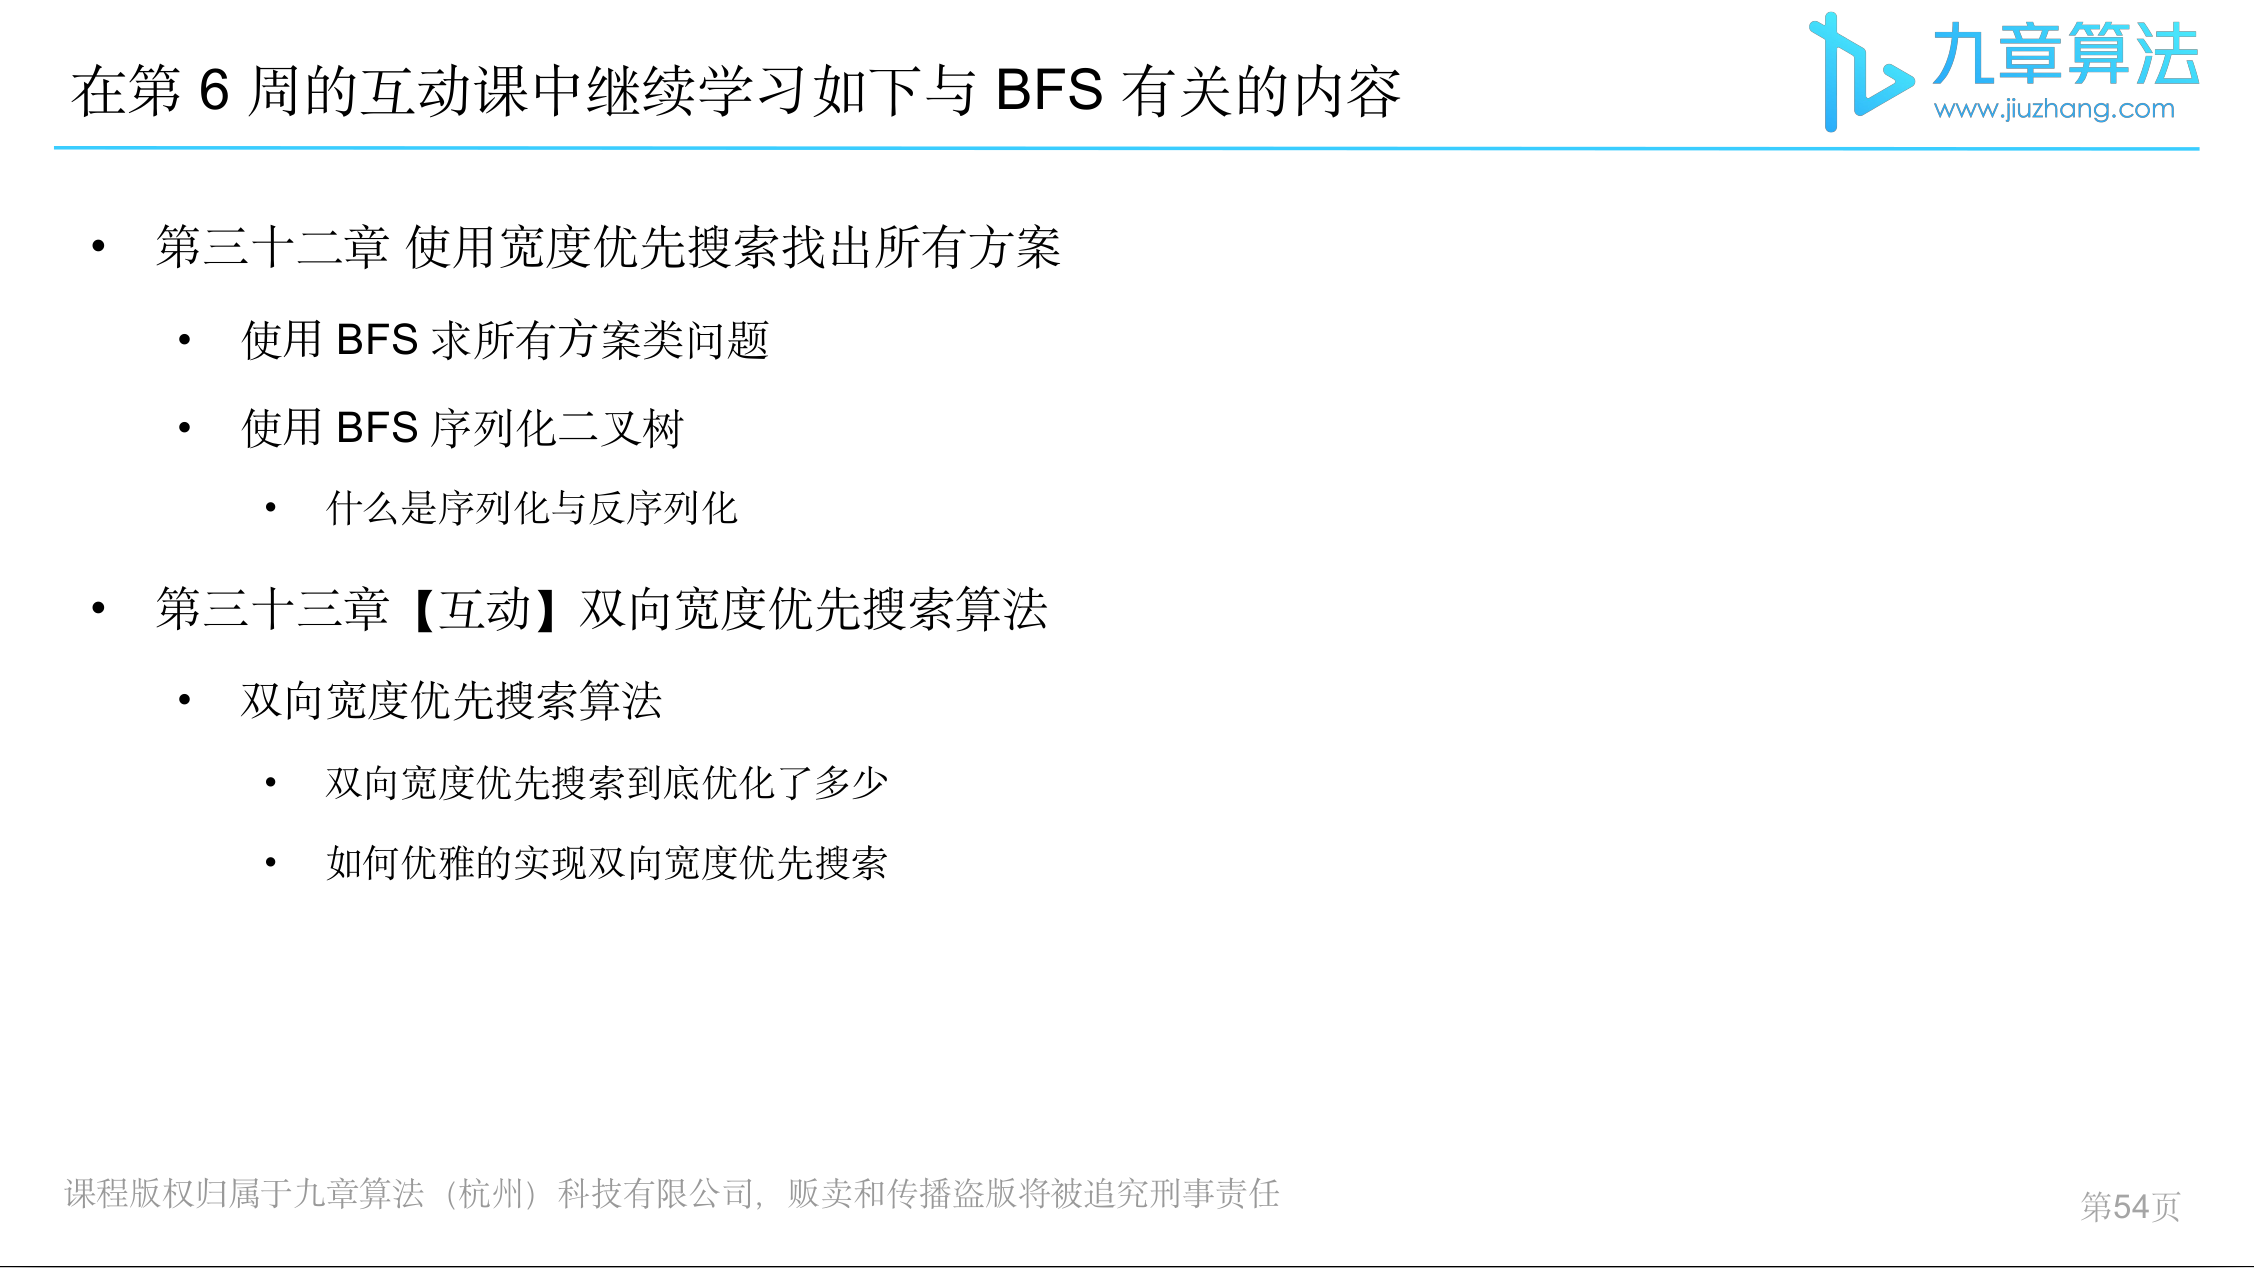 在第 6 周的互动课中继续学习如下与 BFS 有关的内容
九章算法
www.jiuzhang.com
• 第三十二章 使用宽度优先搜索找出所有方案
• 使用 BFS 求所有方案类问题
• 使用 BFS 序列化二叉树
• 什么是序列化与反序列化
• 第三十三章【互动】双向宽度优先搜索算法
• 双向宽度优先搜索算法
• 双向宽度优先搜索到底优化了多少
• 如何优雅的实现双向宽度优先搜索
课程版权归属于九章算法（杭州）科技有限公司，贩卖和传播盗版将被追究刑事责任
第54页